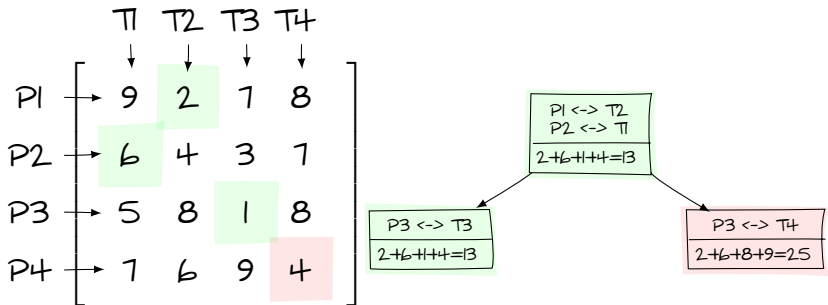 T1 T2 T3 T4
P1 9 2 7 8
P2 6 4 3 7
P3 5 8 1 8
P4 7 6 9 4
P1 <-> T2
P2 <-> T1
2+6+1+4=13
P3 <-> T3
2+6+1+4=13
P3 <-> T4
2+6+8+9=25